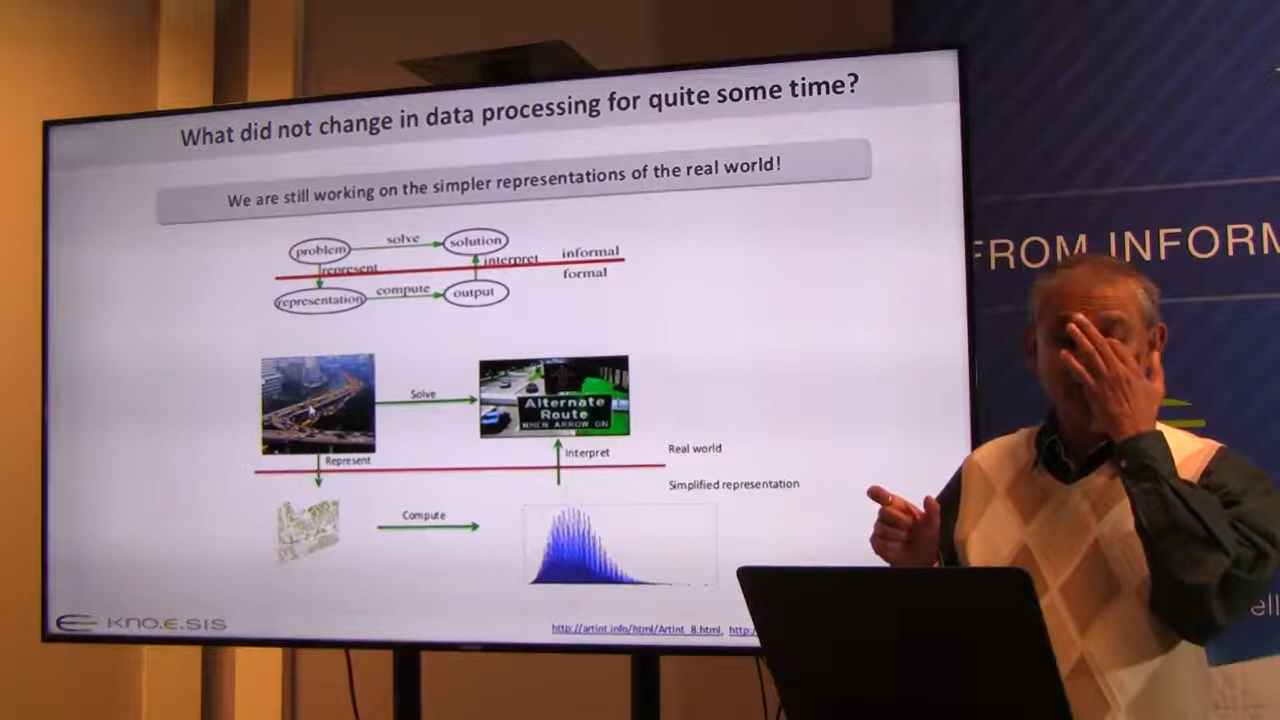 What did not change in data processing for quite some time?
We are still working on the simpler representations of the real world!
problem
solve
solution
represent
interpret
informal
formal
representation
compute
output
Solve
Alternate
Route
WHEN ARROW ON
Represent
Interpret
Real world
Simplified representation
Compute
KNO.E.SIS
http://artint.info/html/ArtInt_8.html, http:/
FROM INFORM
ell